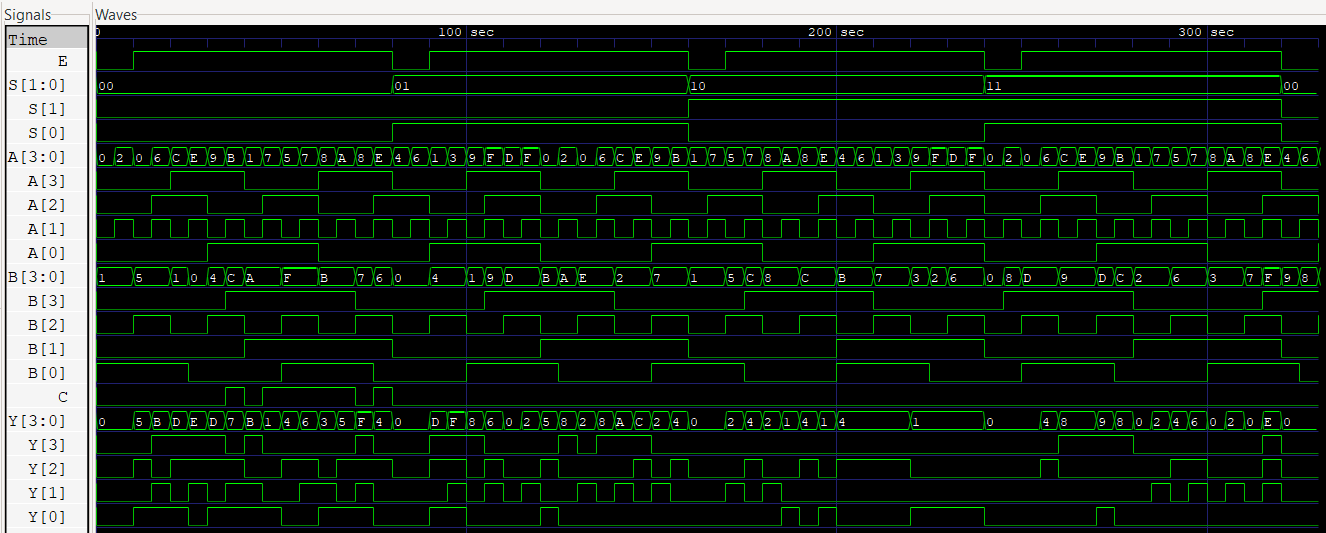 Signals Waves
Time 0 100 sec 200 sec 300 sec
E
S[1:0] 00 01 10 11 00
S[1]
S[0]
A[3:0] 0 2 0 6 C E 9 B 1 7 5 7 8 A 8 E 4 6 1 3 9 F D F 0 2 0 6 C E 9 B 1 7 5 7 8 A 8 E 4 6 1 3 9 F D F 0 2 0 6 C E 9 B 1 7 5 7 8 A 8 E 4 6
A[3]
A[2]
A[1]
A[0]
B[3:0] 1 5 1 0 4 C A F B 7 6 0 4 1 9 D B A E 2 7 1 5 C 8 C B 7 3 2 6 0 8 D 9 D C 2 6 3 7 F 9 8
B[3]
B[2]
B[1]
B[0]
C
Y[3:0] 0 5 B D E D 7 B 1 4 6 3 5 F 4 0 D F 8 6 0 2 5 8 2 8 A C 2 4 0 2 4 2 1 4 1 4 1 0 4 8 9 8 0 2 4 6 0 2 0 E 0
Y[3]
Y[2]
Y[1]
Y[0]